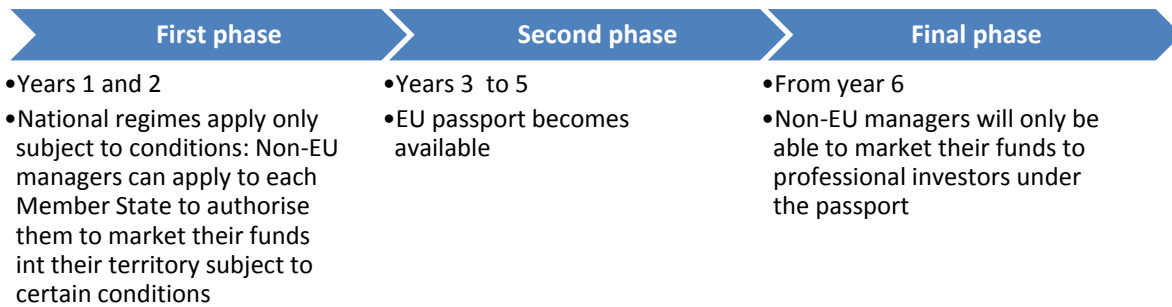 First phase
Second phase
Final phase
•Years 1 and 2
•National regimes apply only
subject to conditions: Non-EU
managers can apply to each
Member State to authorise
them to market their funds
int their territory subject to
certain conditions
•Years 3 to 5
•EU passport becomes
available
•From year 6
•Non-EU managers will only be
able to market their funds to
professional investors under
the passport